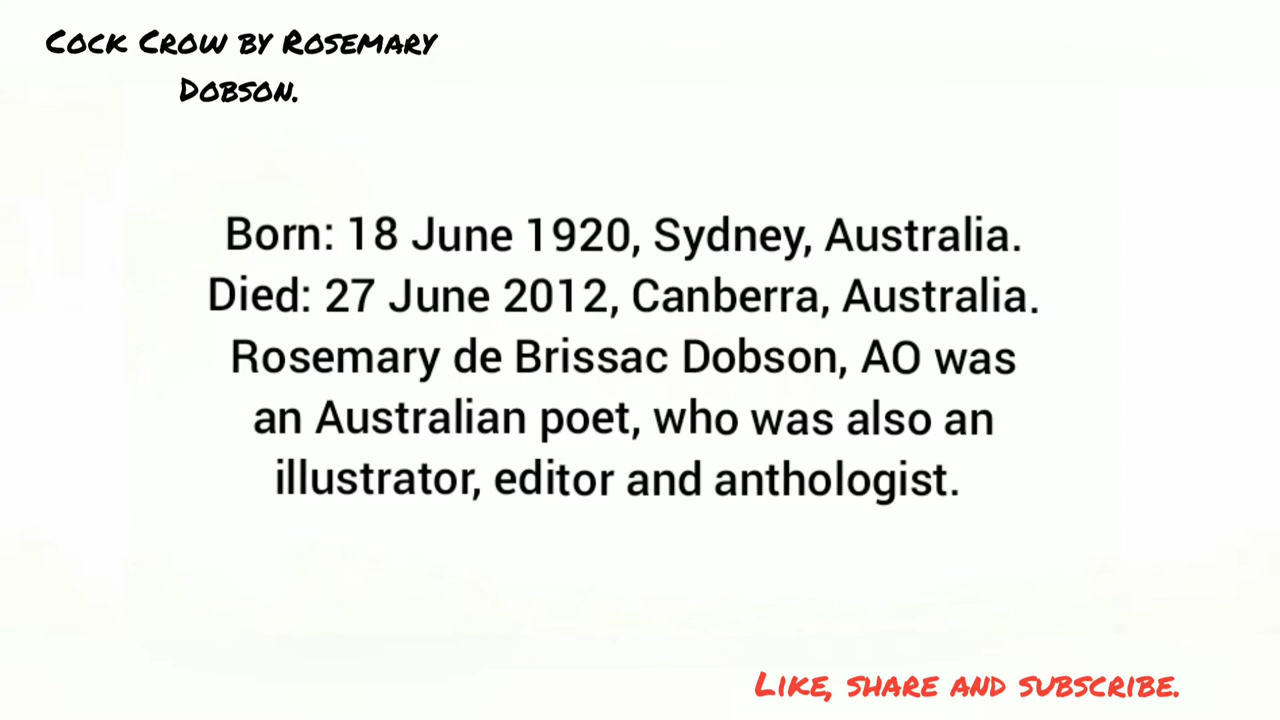 Cock Crow by Rosemary
Dobson.
Born: 18 June 1920, Sydney, Australia.
Died: 27 June 2012, Canberra, Australia.
Rosemary de Brissac Dobson, AO was
an Australian poet, who was also an
illustrator, editor and anthologist.
Like, share and subscribe.